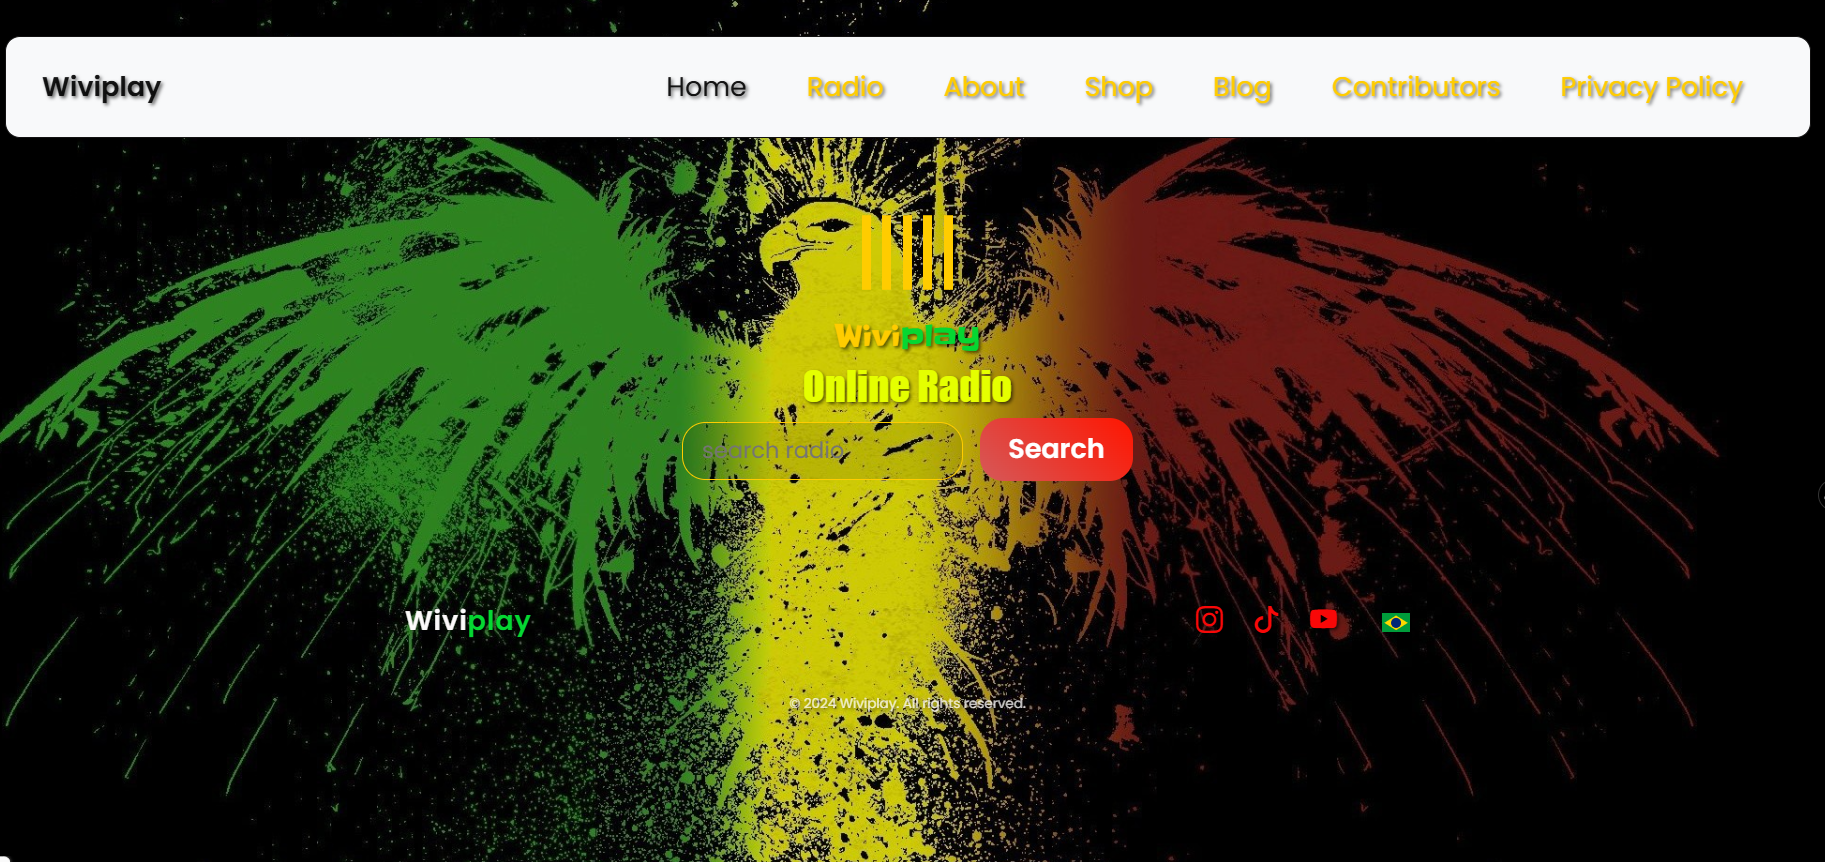 Wiviplay Home Radio About Shop Blog Contributors Privacy Policy
Wiviplay
Online Radio
search radio
Search
Wiviplay
© 2024 Wiviplay. All rights reserved.